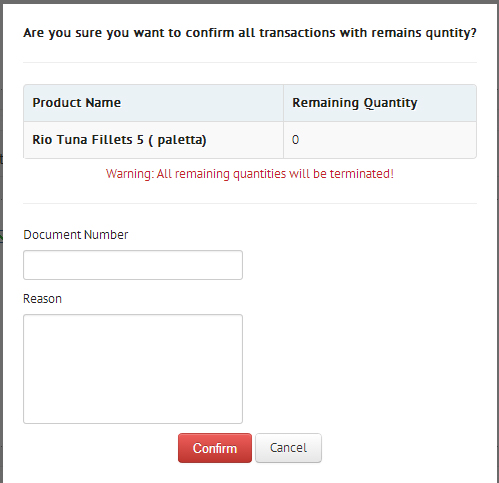 Are you sure you want to confirm all transactions with remains quntity?
Product Name Remaining Quantity
Rio Tuna Fillets 5 ( paletta) 0
Warning: All remaining quantities will be terminated!
Document Number
Reason
Confirm Cancel